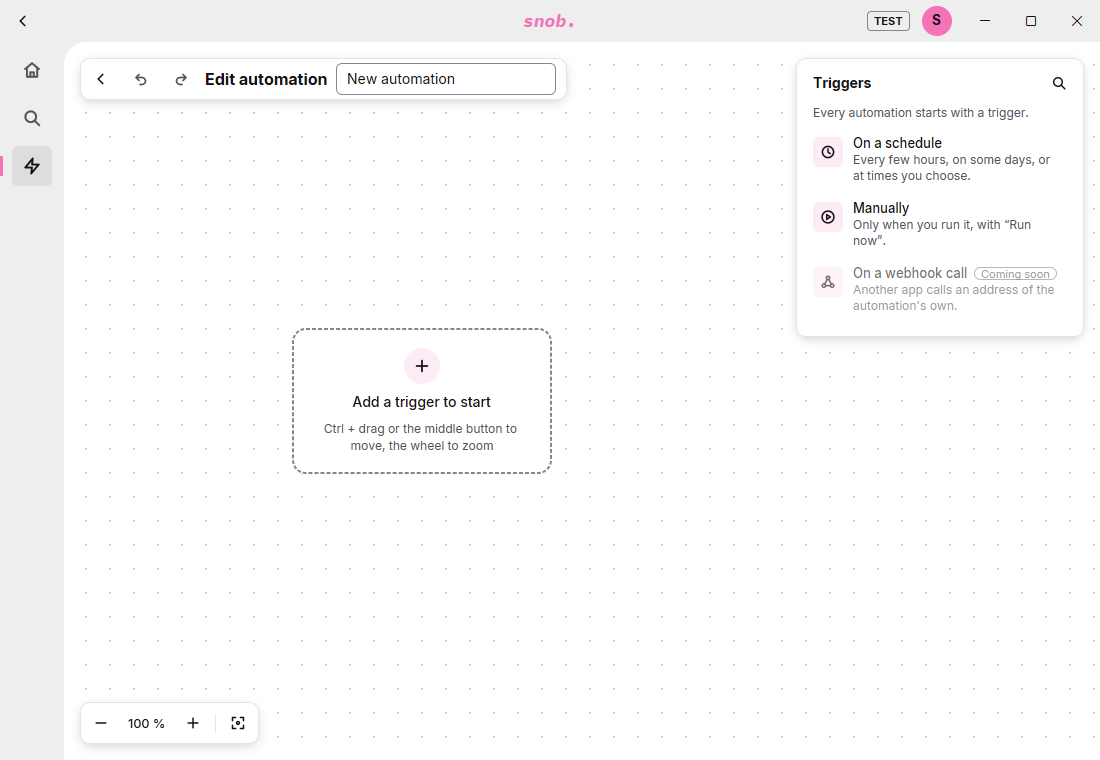 snob.
TEST
S
Edit automation
New automation
Triggers
Every automation starts with a trigger.
On a schedule
Every few hours, on some days, or
at times you choose.
Manually
Only when you run it, with “Run
now”.
On a webhook call
Coming soon
Another app calls an address of the
automation's own.
Add a trigger to start
Ctrl + drag or the middle button to
move, the wheel to zoom
100 %